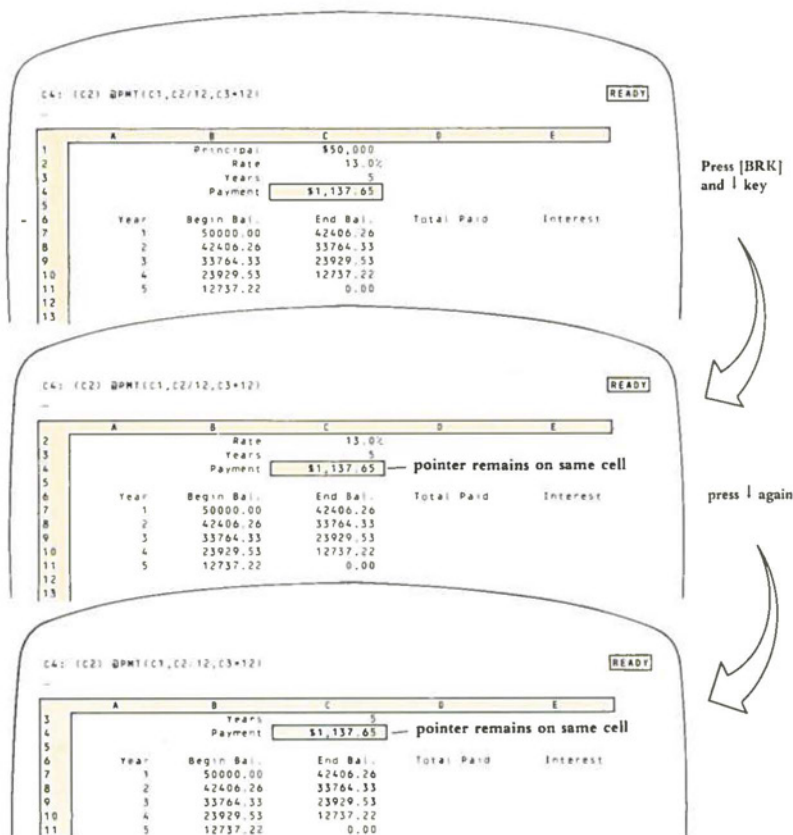 C4: (C2) @PMT(C1,C2/12,C3*12)
READY
A B C D E
1 Principal $50,000
2 Rate 13.0%
3 Years 5
4 Payment $1,137.65
5
6 Year Begin Bal. End Bal. Total Paid Interest
7 1 50000.00 42406.26
8 2 42406.26 33764.33
9 3 33764.33 23929.53
10 4 23929.53 12737.22
11 5 12737.22 0.00
12
13
Press [BRK]
and ↓ key
C4: (C2) @PMT(C1,C2/12,C3*12)
READY
A B C D E
2 Rate 13.0%
3 Years 5
4 Payment $1,137.65 pointer remains on same cell
5
6 Year Begin Bal. End Bal. Total Paid Interest
7 1 50000.00 42406.26
8 2 42406.26 33764.33
9 3 33764.33 23929.53
10 4 23929.53 12737.22
11 5 12737.22 0.00
12
13
press ↓ again
C4: (C2) @PMT(C1,C2/12,C3*12)
READY
A B C D E
3 Years 5
4 Payment $1,137.65 pointer remains on same cell
5
6 Year Begin Bal. End Bal. Total Paid Interest
7 1 50000.00 42406.26
8 2 42406.26 33764.33
9 3 33764.33 23929.53
10 4 23929.53 12737.22
11 5 12737.22 0.00